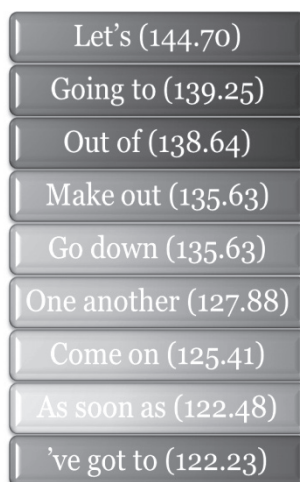 Let's (144.70)
Going to (139.25)
Out of (138.64)
Make out (135.63)
Go down (135.63)
One another (127.88)
Come on (125.41)
As soon as (122.48)
’ve got to (122.23)